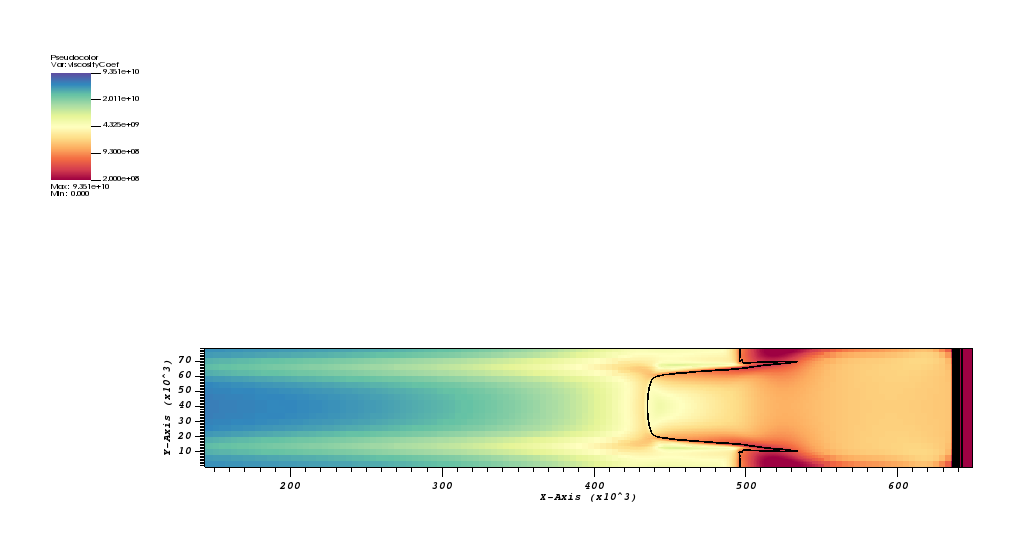 Pseudocolor
Var: viscosityCoef
9.351e+10
2.011e+10
4.325e+09
9.300e+08
2.000e+08
Max: 9.351e+10
Min: 0.000
70
60
50
40
30
20
10
Y-Axis (x10^3)
200 300 400 500 600
X-Axis (x10^3)